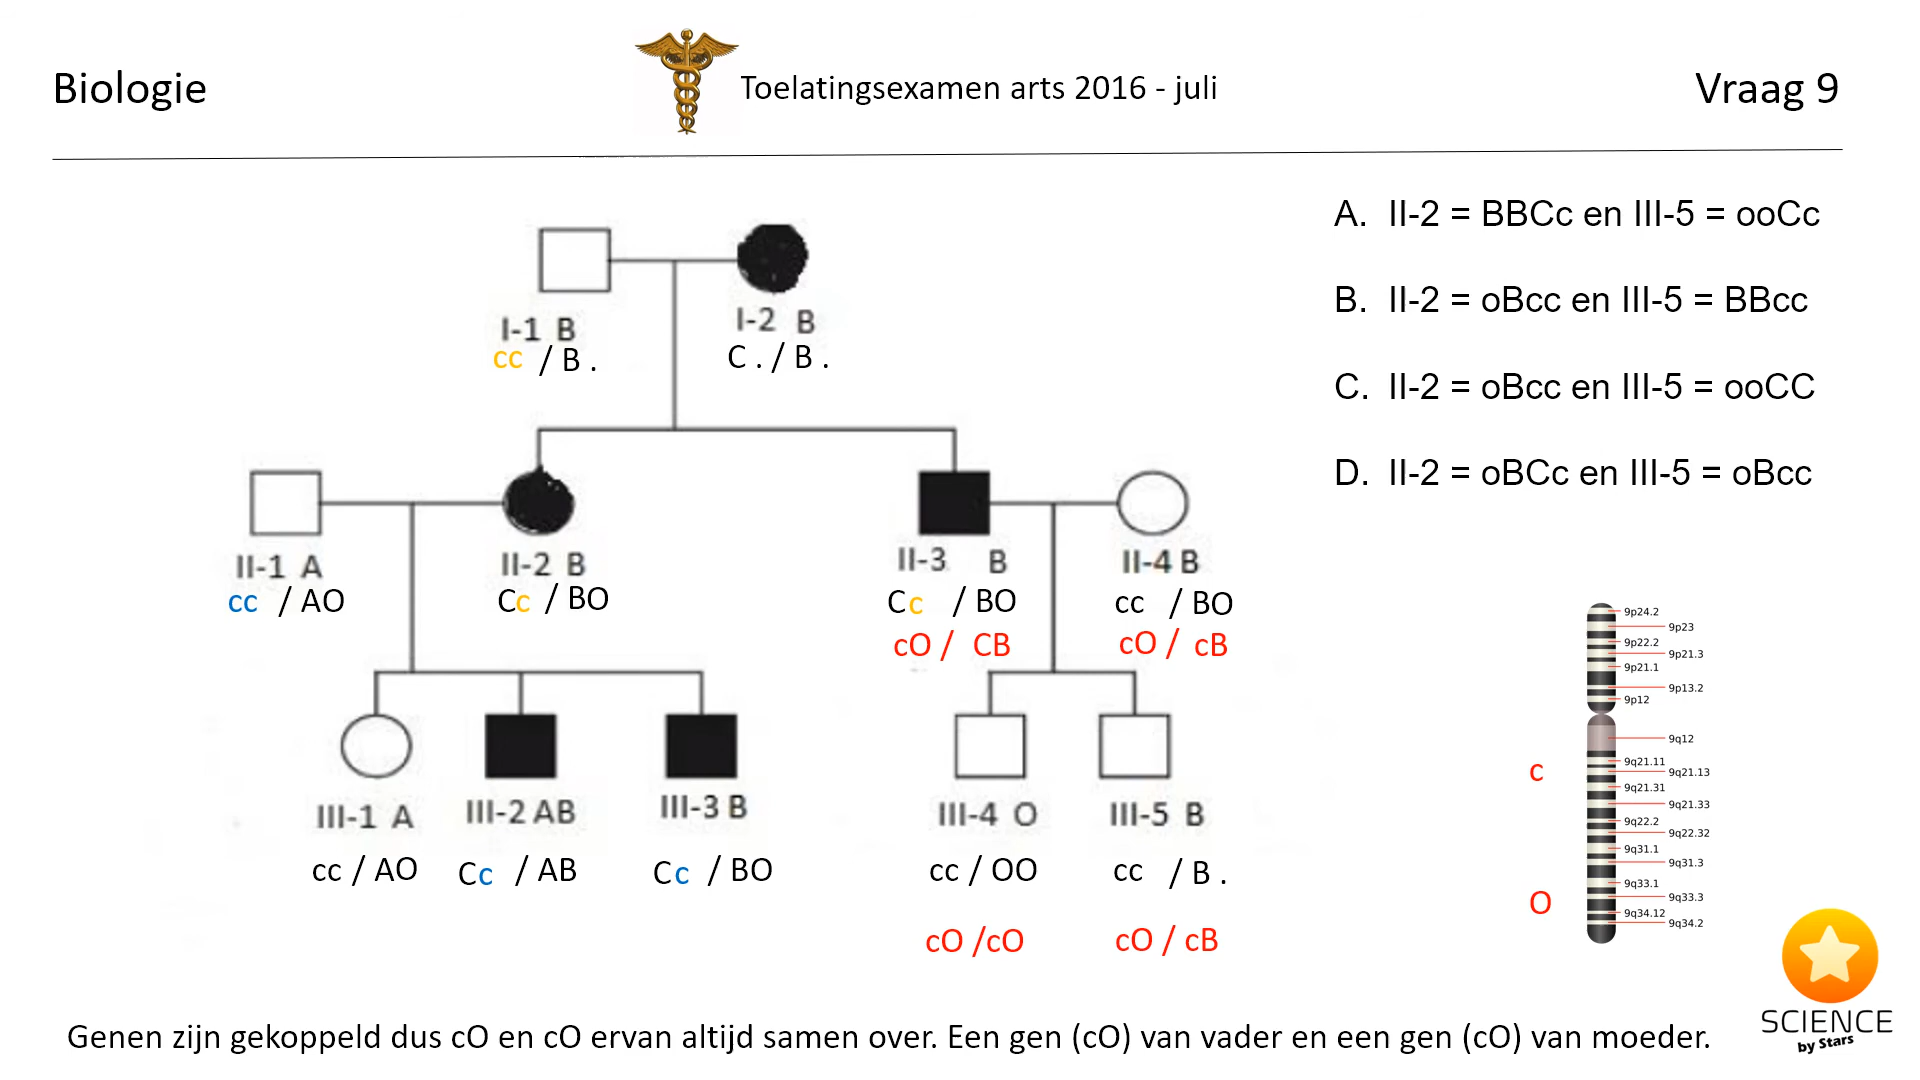 Biologie
Toelatingsexamen arts 2016 - juli
Vraag 9
A. II-2 = BBCc en III-5 = ooCc
B. II-2 = oBcc en III-5 = BBcc
C. II-2 = oBcc en III-5 = ooCC
D. II-2 = oBCc en III-5 = oBcc
I-1 B
cc / B .
I-2 B
C . / B .
II-1 A
cc / AO
II-2 B
Cc / BO
II-3 B
Cc / BO
cO / CB
II-4 B
cc / BO
cO / cB
III-1 A
cc / AO
III-2 AB
Cc / AB
III-3 B
Cc / BO
III-4 O
cc / OO
cO /cO
III-5 B
cc / B .
cO / cB
c
O
9p24.2
9p23
9p22.2
9p21.3
9p21.1
9p13.2
9p12
9q12
9q21.11
9q21.13
9q21.31
9q21.33
9q22.2
9q22.32
9q31.1
9q31.3
9q33.1
9q33.3
9q34.12
9q34.2
SCIENCE
by Stars
Genen zijn gekoppeld dus cO en cO ervan altijd samen over. Een gen (cO) van vader en een gen (cO) van moeder.